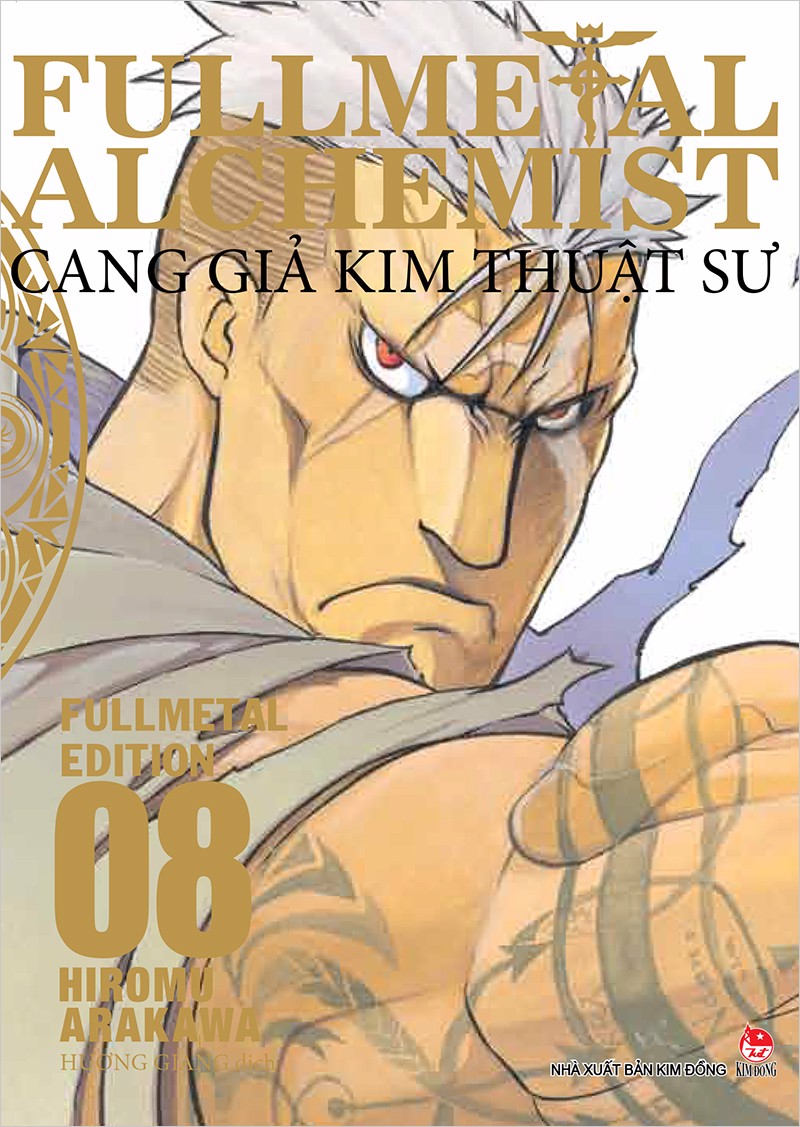 FULLMETAL
ALCHEMIST
CANG GIẢ KIM THUẬT SƯ
FULLMETAL
EDITION
08
HIROMU
ARAKAWA
HƯƠNG GIANG dịch
NHÀ XUẤT BẢN KIM ĐỒNG
KIM ĐỒNG